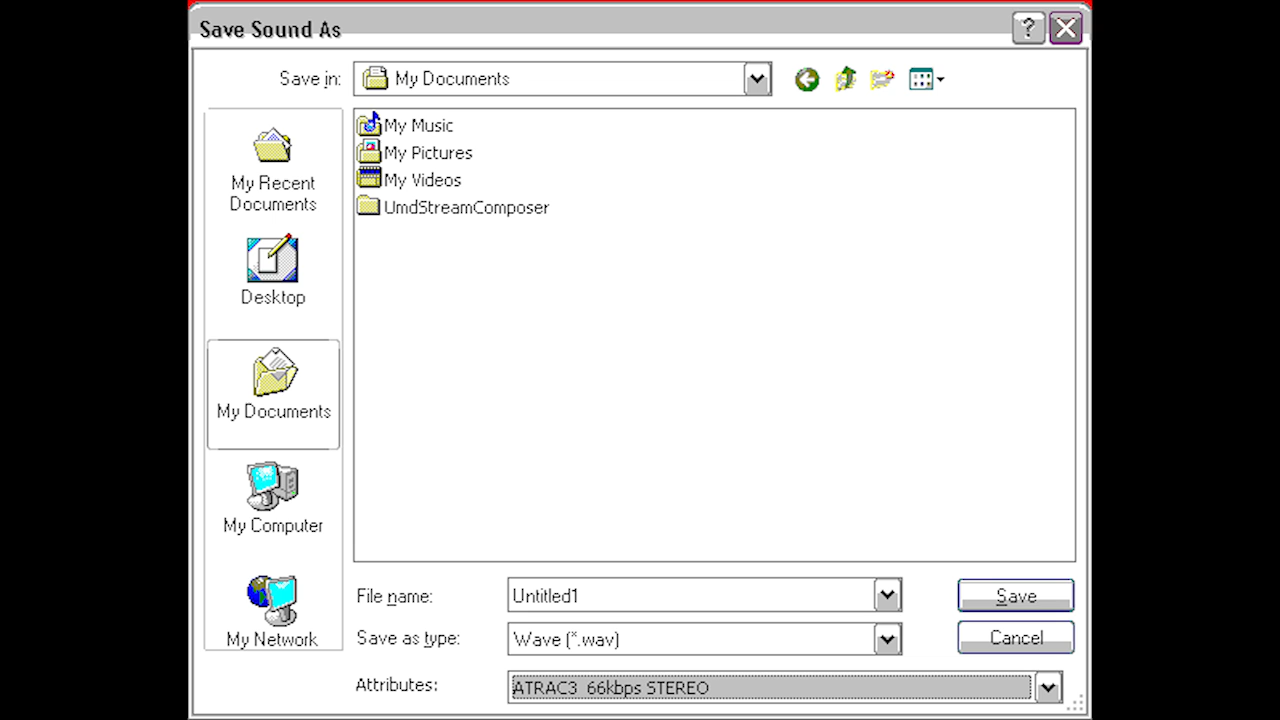 Save Sound As
?
Save in:
My Documents
My Music
My Pictures
My Videos
UmdStreamComposer
My Recent
Documents
Desktop
My Documents
My Computer
My Network
File name:
Untitled1
Save
Save as type:
Wave (*.wav)
Cancel
Attributes:
ATRAC3 66kbps STEREO